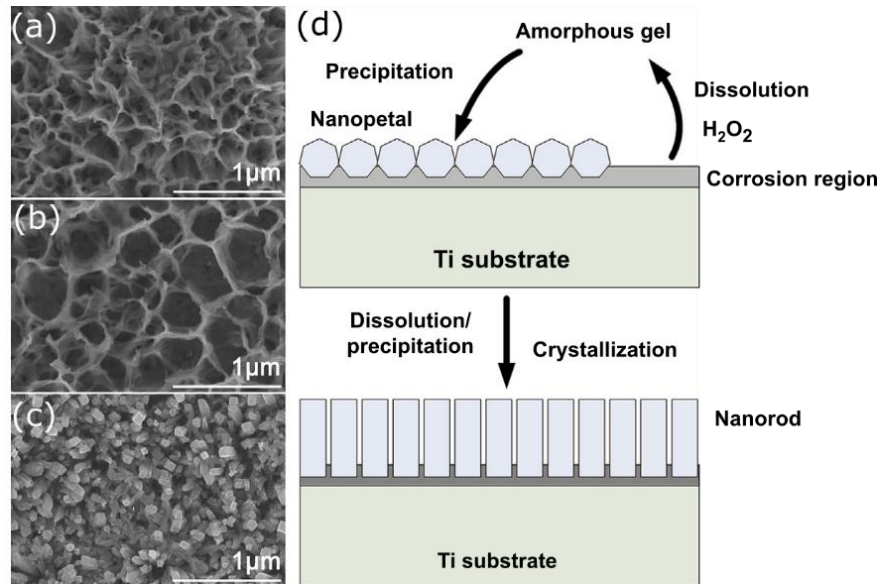 (a)
1μm
(b)
1μm
(c)
1μm
(d)
Amorphous gel
Precipitation
Dissolution
H₂O₂
Nanopetal
Corrosion region
Ti substrate
Dissolution/
precipitation
Crystallization
Nanorod
Ti substrate